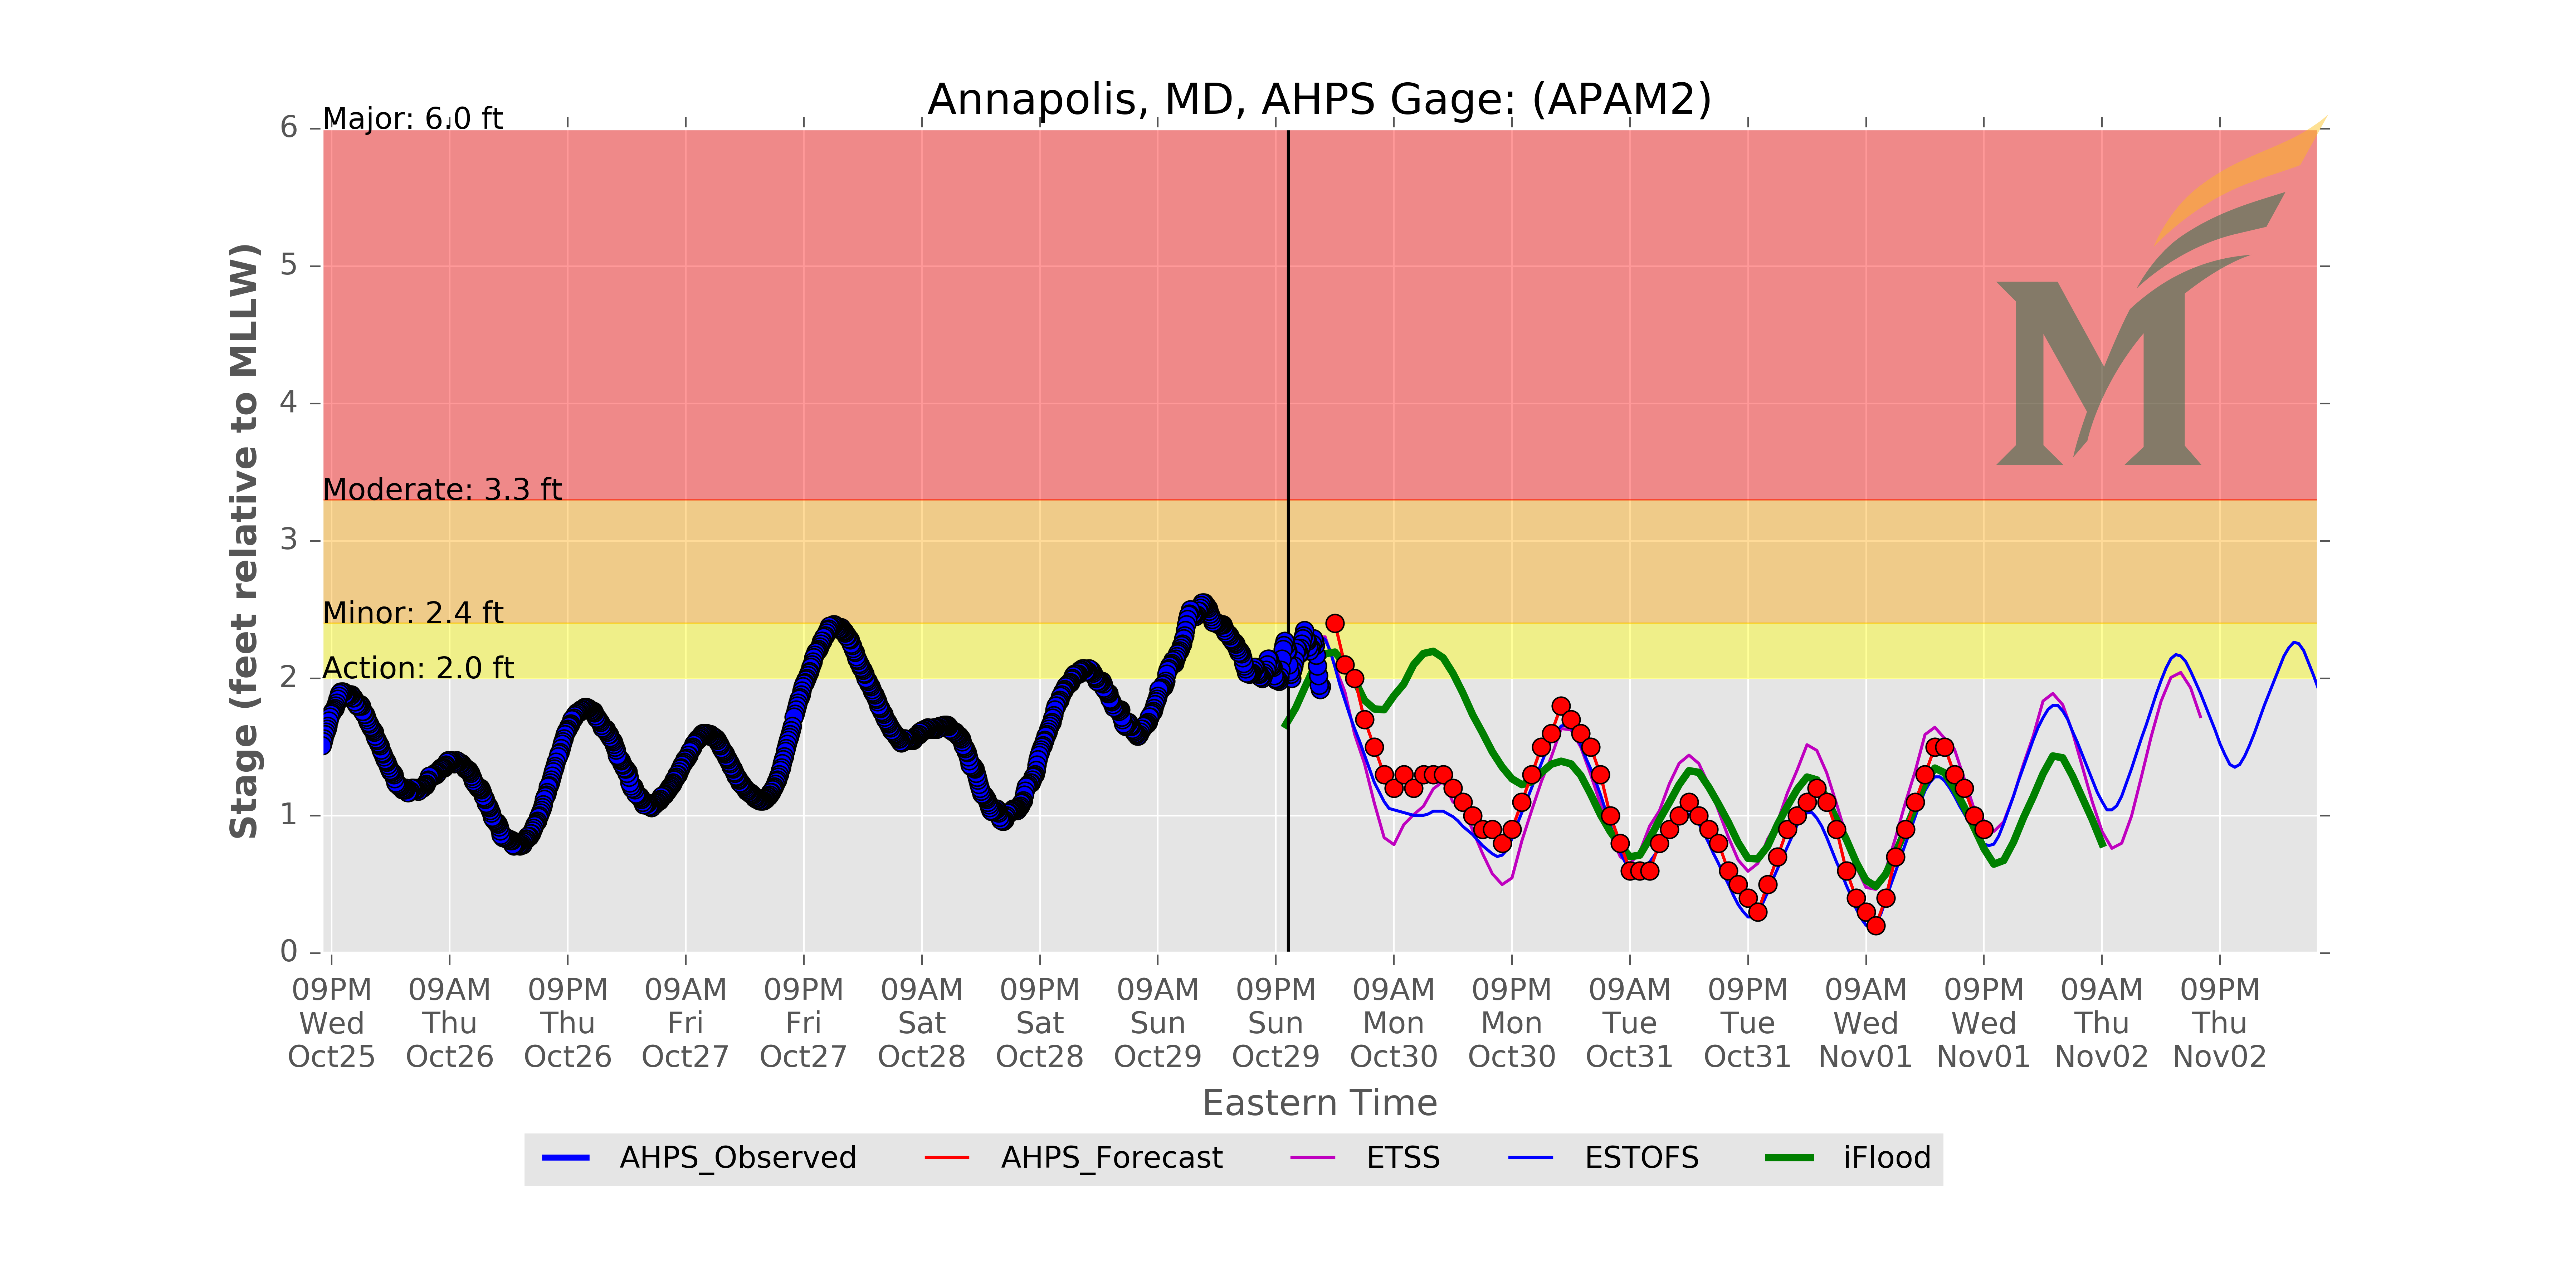 Annapolis, MD, AHPS Gage: (APAM2)
Major: 6.0 ft
Moderate: 3.3 ft
Minor: 2.4 ft
Action: 2.0 ft
6
5
4
3
2
1
0
Stage (feet relative to MLLW)
09PM 09AM 09PM 09AM 09PM 09AM 09PM 09AM 09PM 09AM 09PM 09AM 09PM 09AM 09PM 09AM 09PM
Wed Thu Thu Fri Fri Sat Sat Sun Sun Mon Mon Tue Tue Wed Wed Thu Thu
Oct25 Oct26 Oct26 Oct27 Oct27 Oct28 Oct28 Oct29 Oct29 Oct30 Oct30 Oct31 Oct31 Nov01 Nov01 Nov02 Nov02
Eastern Time
AHPS_Observed AHPS_Forecast ETSS ESTOFS iFlood